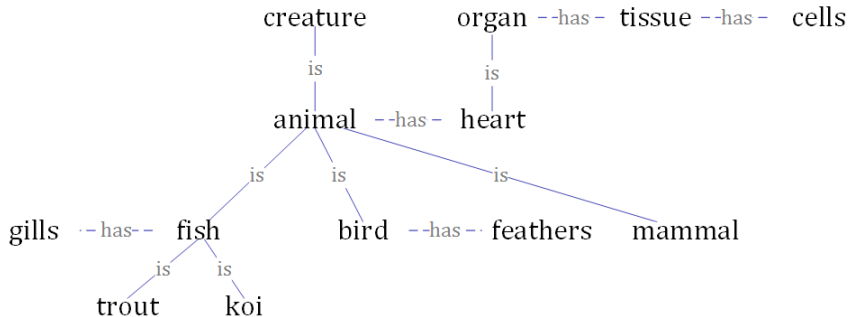 creature organ has tissue has cells
is is
animal has heart
is is is
gills has fish bird has feathers mammal
is is
trout koi